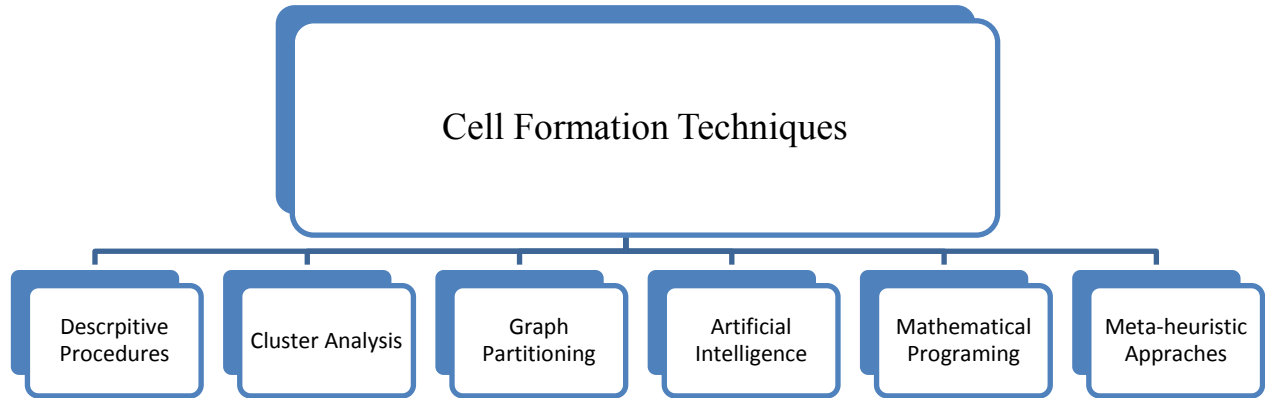 Cell Formation Techniques
Descrpitive
Procedures
Cluster Analysis
Graph
Partitioning
Artificial
Intelligence
Mathematical
Programing
Meta-heuristic
Appraches